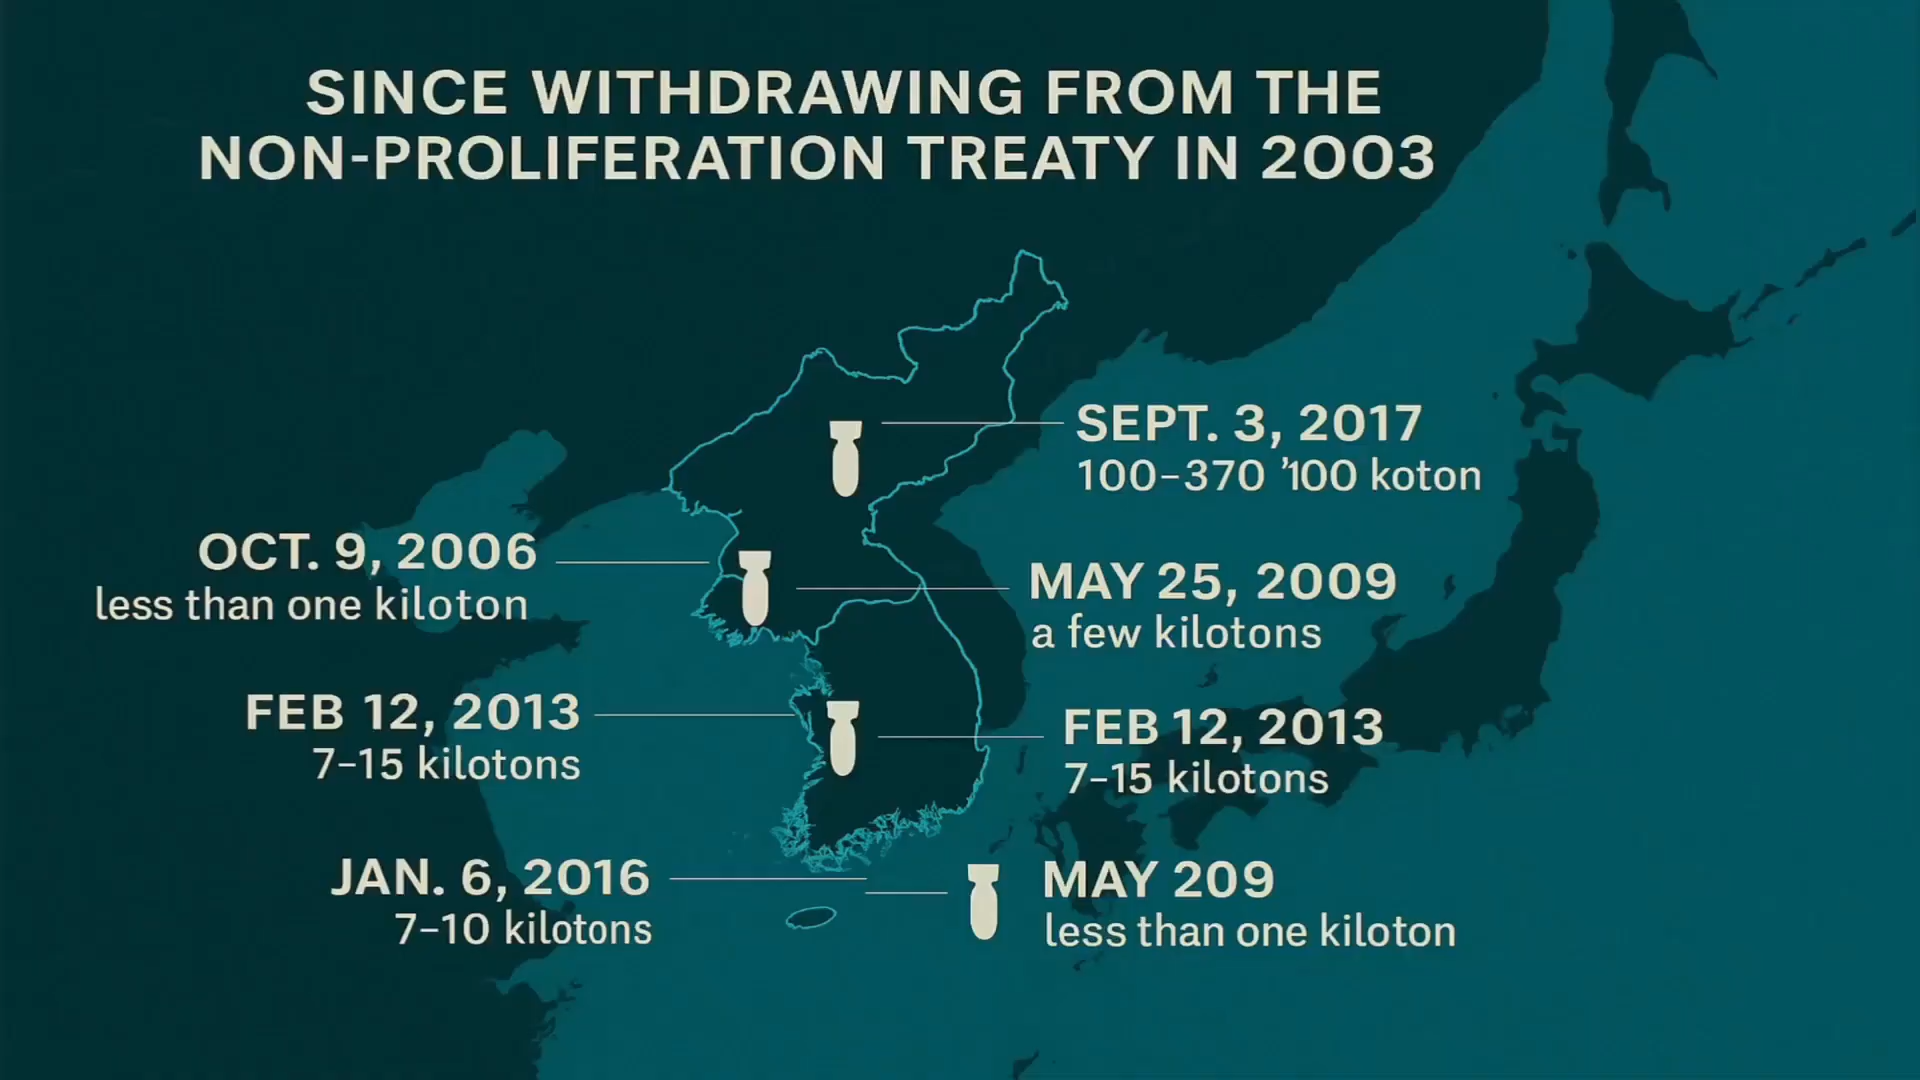 SINCE WITHDRAWING FROM THE
NON-PROLIFERATION TREATY IN 2003
SEPT. 3, 2017
100–370 ’100 koton
OCT. 9, 2006
less than one kiloton
MAY 25, 2009
a few kilotons
FEB 12, 2013
7–15 kilotons
FEB 12, 2013
7–15 kilotons
JAN. 6, 2016
7–10 kilotons
MAY 209
less than one kiloton